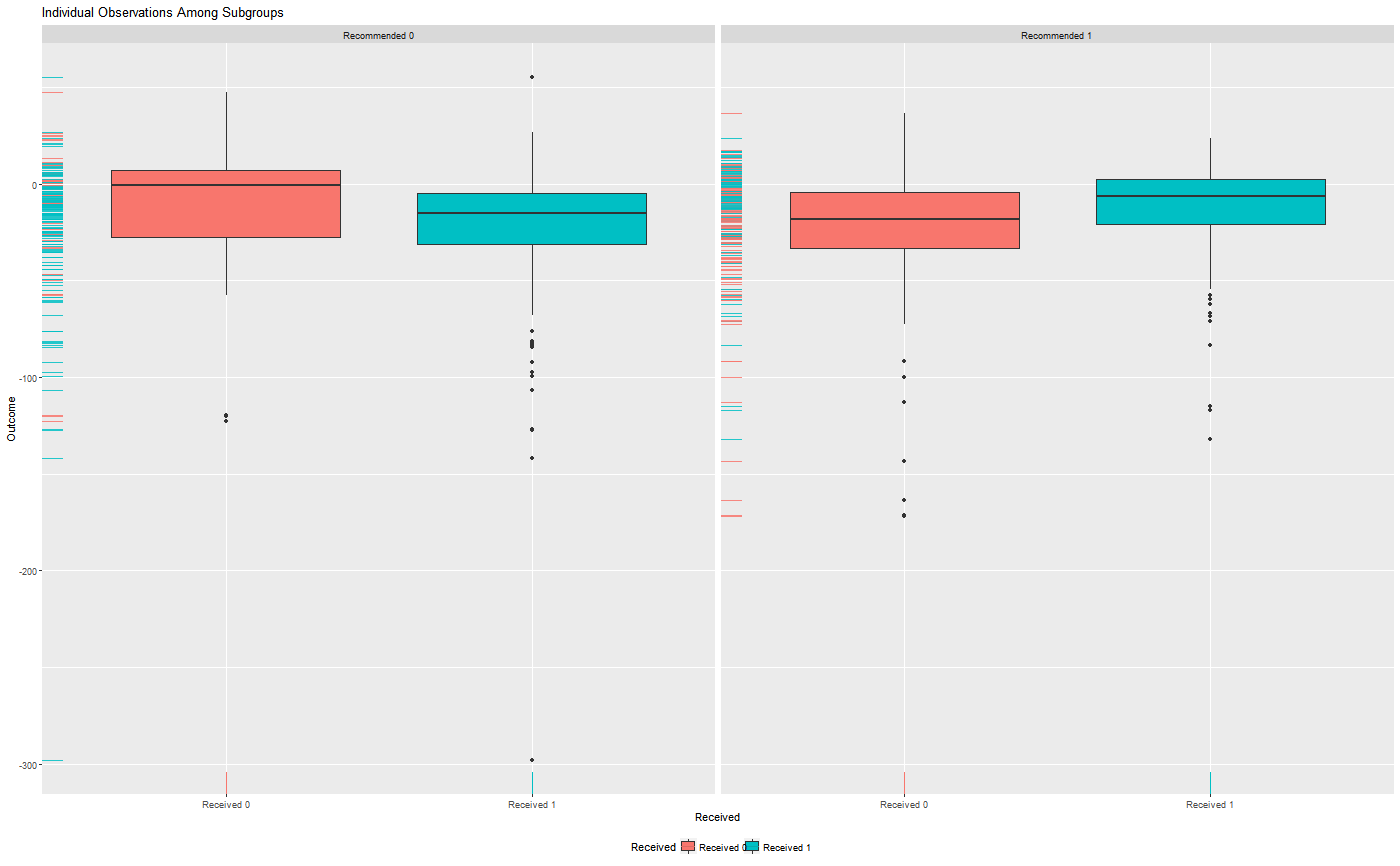 Individual Observations Among Subgroups
Recommended 0
Recommended 1
Outcome
0
-100
-200
-300
Received 0
Received 1
Received 0
Received 1
Received
Received
Received 0
Received 1